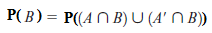 P(B) = P((A ∩ B) ∪ (A′ ∩ B))